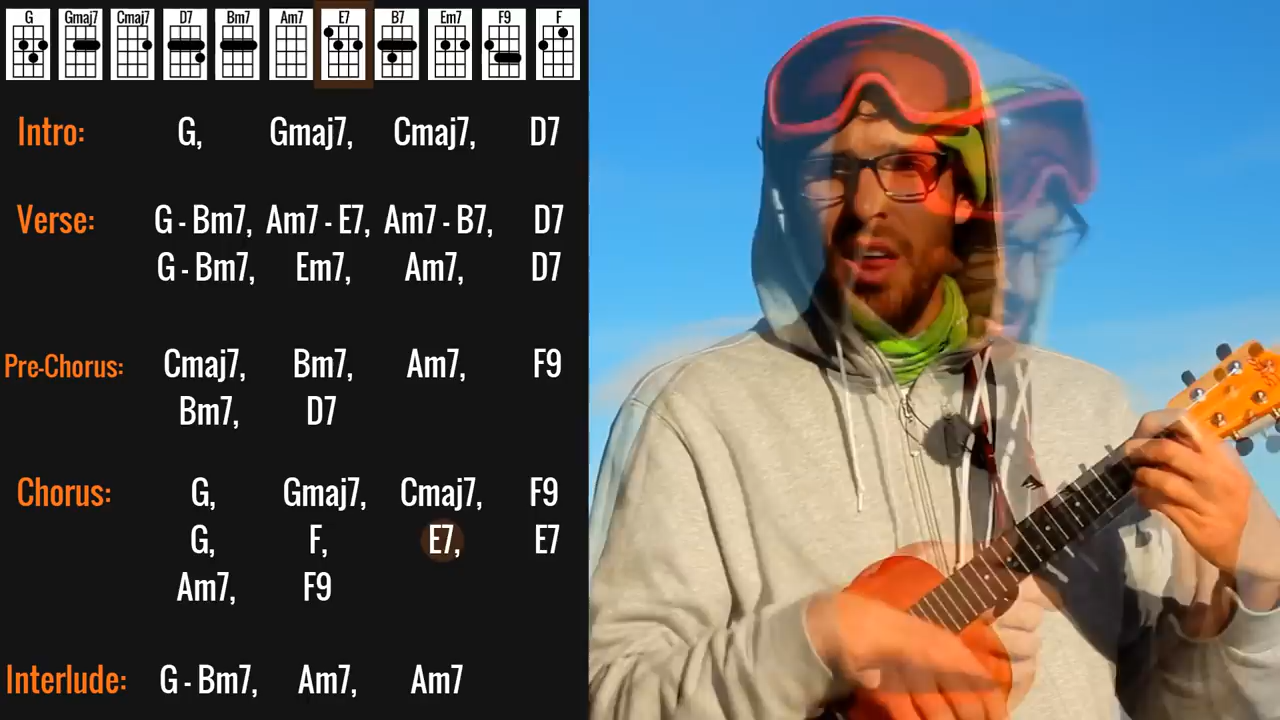 G Gmaj7 Cmaj7 D7 Bm7 Am7 E7 B7 Em7 F9 F
Intro: G, Gmaj7, Cmaj7, D7
Verse: G - Bm7, Am7 - E7, Am7 - B7, D7
G - Bm7, Em7, Am7, D7
Pre-Chorus: Cmaj7, Bm7, Am7, F9
Bm7, D7
Chorus: G, Gmaj7, Cmaj7, F9
G, F, E7, E7
Am7, F9
Interlude: G - Bm7, Am7, Am7